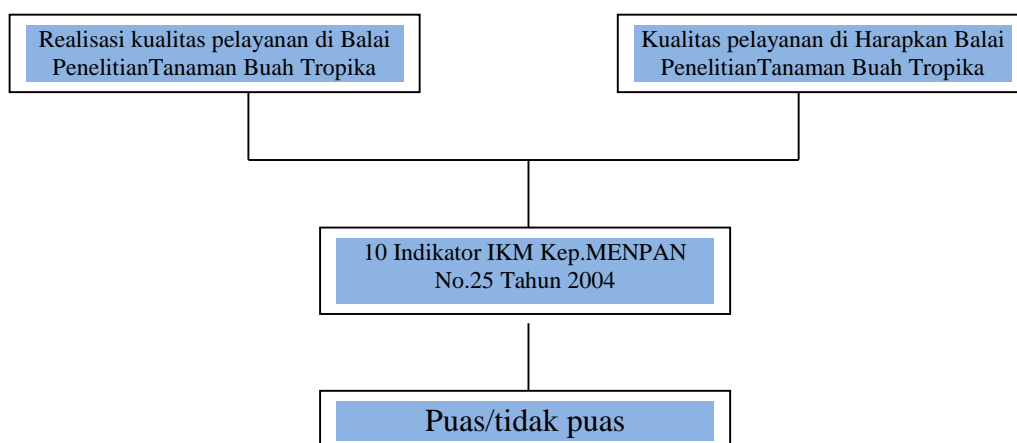 Realisasi kualitas pelayanan di Balai
PenelitianTanaman Buah Tropika
Kualitas pelayanan di Harapkan Balai
PenelitianTanaman Buah Tropika
10 Indikator IKM Kep.MENPAN
No.25 Tahun 2004
Puas/tidak puas